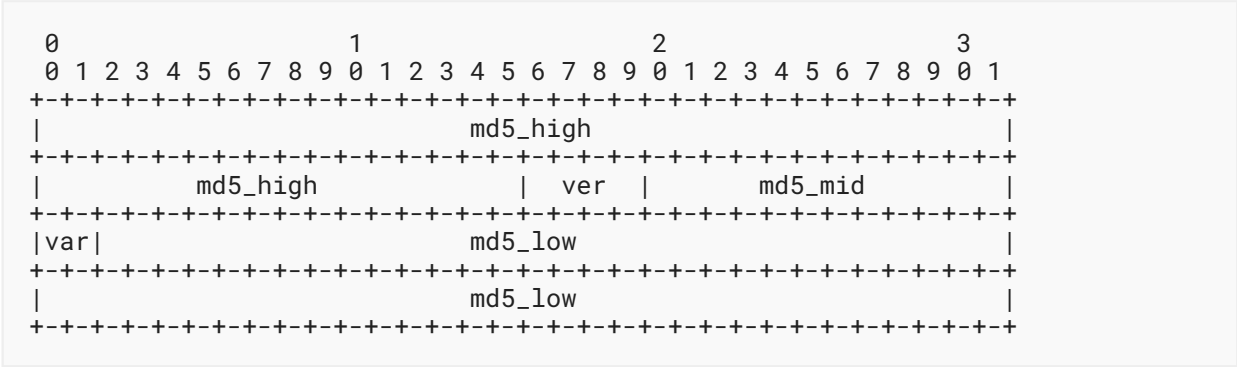 0                   1                   2                   3
 0 1 2 3 4 5 6 7 8 9 0 1 2 3 4 5 6 7 8 9 0 1 2 3 4 5 6 7 8 9 0 1
+-+-+-+-+-+-+-+-+-+-+-+-+-+-+-+-+-+-+-+-+-+-+-+-+-+-+-+-+-+-+-+-+
|                            md5_high                           |
+-+-+-+-+-+-+-+-+-+-+-+-+-+-+-+-+-+-+-+-+-+-+-+-+-+-+-+-+-+-+-+-+
|          md5_high             |  ver  |       md5_mid         |
+-+-+-+-+-+-+-+-+-+-+-+-+-+-+-+-+-+-+-+-+-+-+-+-+-+-+-+-+-+-+-+-+
|var|                        md5_low                            |
+-+-+-+-+-+-+-+-+-+-+-+-+-+-+-+-+-+-+-+-+-+-+-+-+-+-+-+-+-+-+-+-+
|                            md5_low                            |
+-+-+-+-+-+-+-+-+-+-+-+-+-+-+-+-+-+-+-+-+-+-+-+-+-+-+-+-+-+-+-+-+